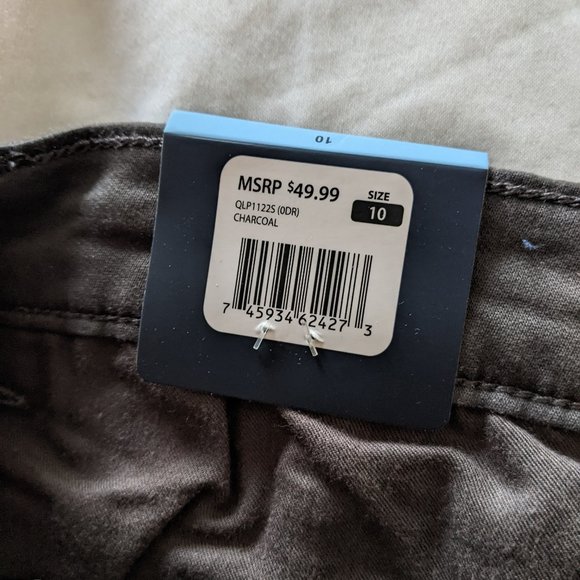 10
MSRP $49.99
SIZE
10
QLP1122S (0DR)
CHARCOAL
7 45934 62427 3